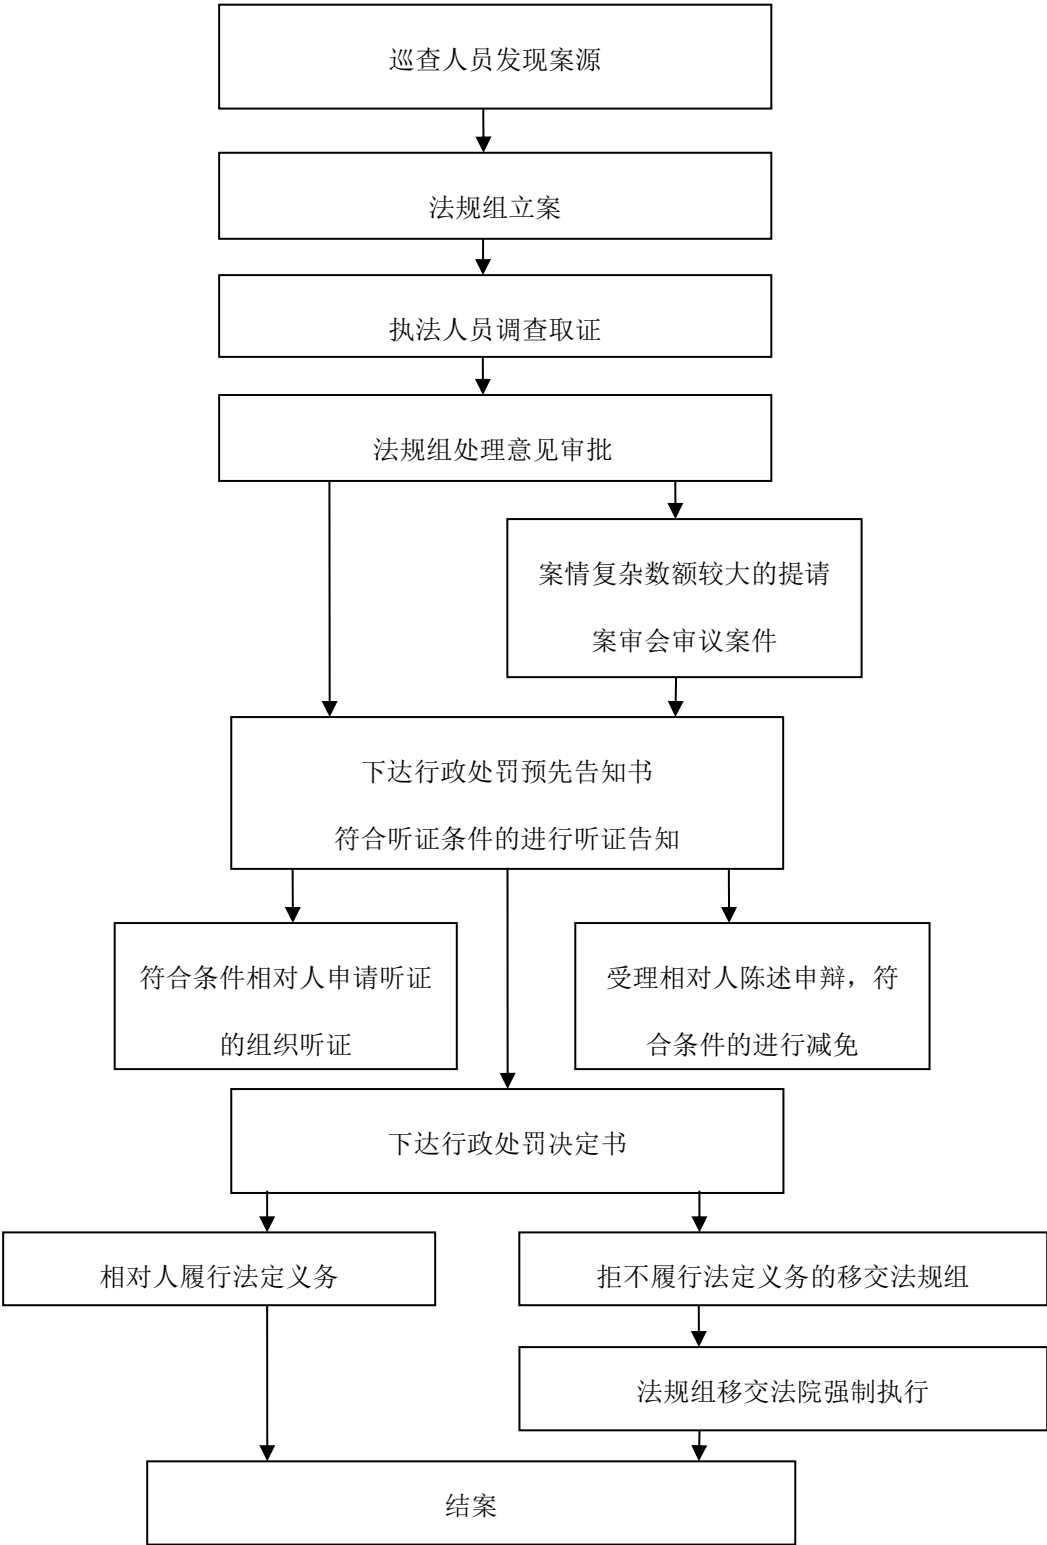 巡查人员发现案源
法规组立案
执法人员调查取证
法规组处理意见审批
案情复杂数额较大的提请
案审会审议案件
下达行政处罚预先告知书
符合听证条件的进行听证告知
符合条件相对人申请听证
的组织听证
受理相对人陈述申辩，符
合条件的进行减免
下达行政处罚决定书
相对人履行法定义务
拒不履行法定义务的移交法规组
法规组移交法院强制执行
结案